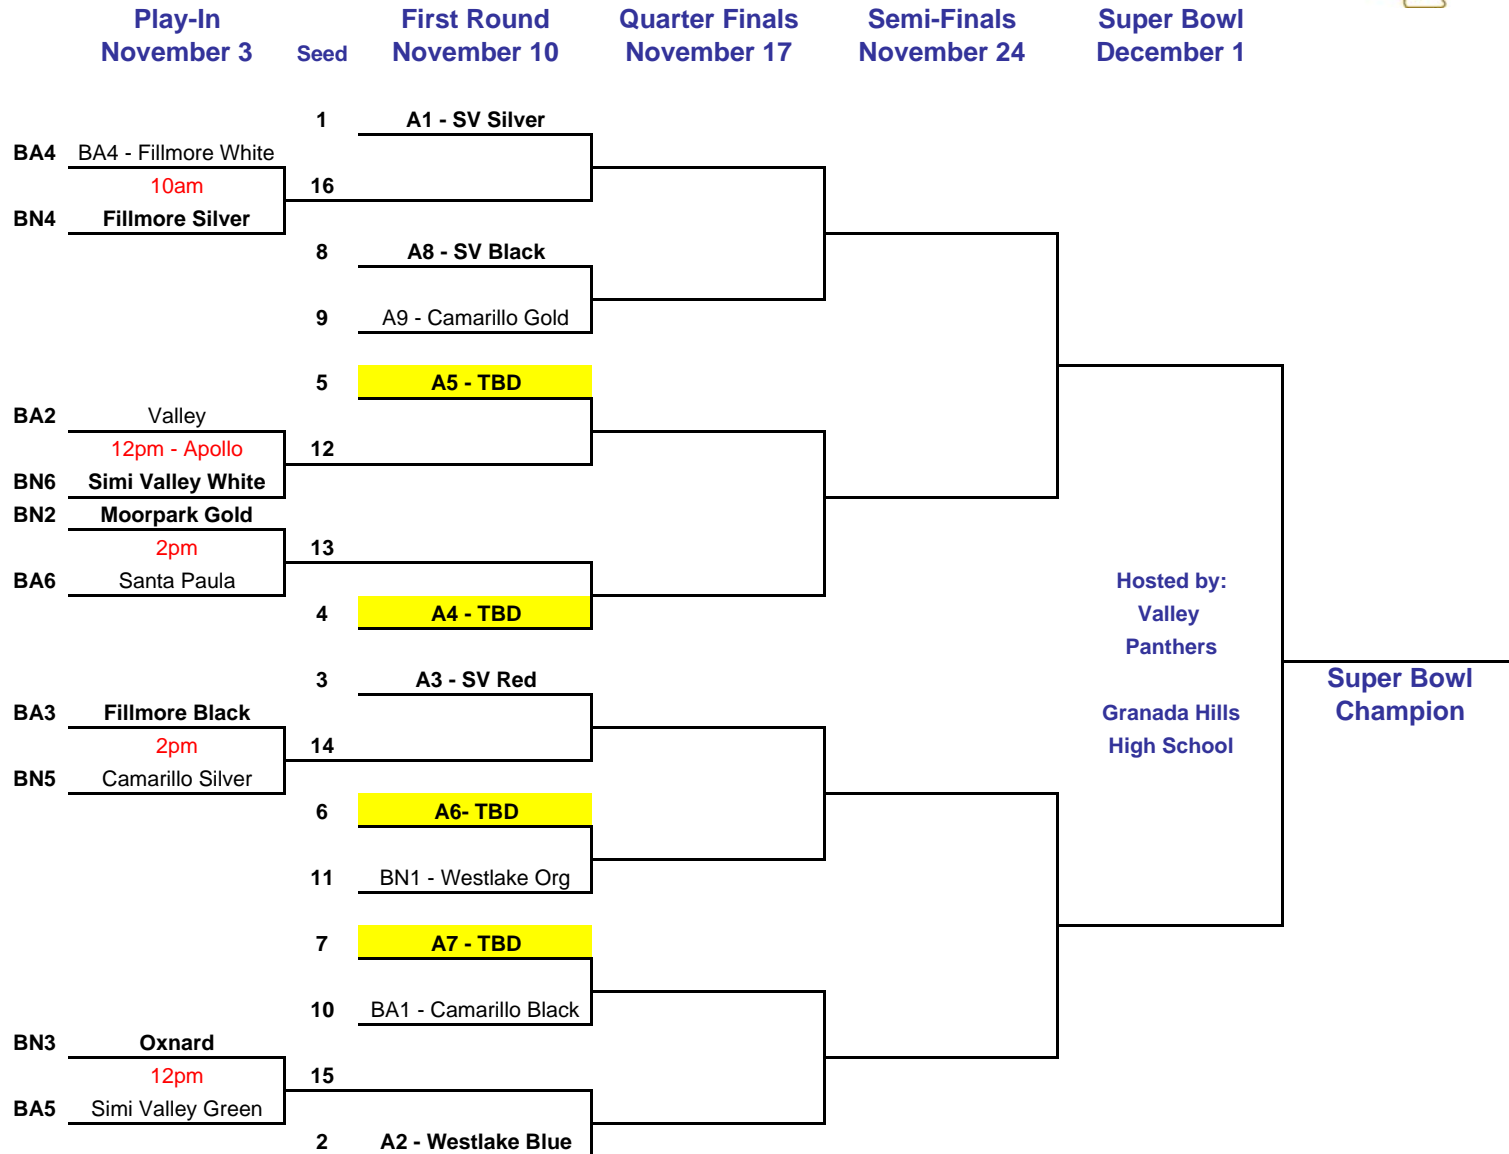 Play-In First Round Quarter Finals Semi-Finals Super Bowl
November 3 Seed November 10 November 17 November 24 December 1
1 A1 - SV Silver
BA4 BA4 - Fillmore White
10am 16
BN4 Fillmore Silver
8 A8 - SV Black
9 A9 - Camarillo Gold
5 A5 - TBD
BA2 Valley
12pm - Apollo 12
BN6 Simi Valley White
BN2 Moorpark Gold
2pm 13
BA6 Santa Paula Hosted by:
4 A4 - TBD Valley
Panthers
3 A3 - SV Red Super Bowl
BA3 Fillmore Black Granada Hills Champion
2pm 14 High School
BN5 Camarillo Silver
6 A6- TBD
11 BN1 - Westlake Org
7 A7 - TBD
10 BA1 - Camarillo Black
BN3 Oxnard
12pm 15
BA5 Simi Valley Green
2 A2 - Westlake Blue